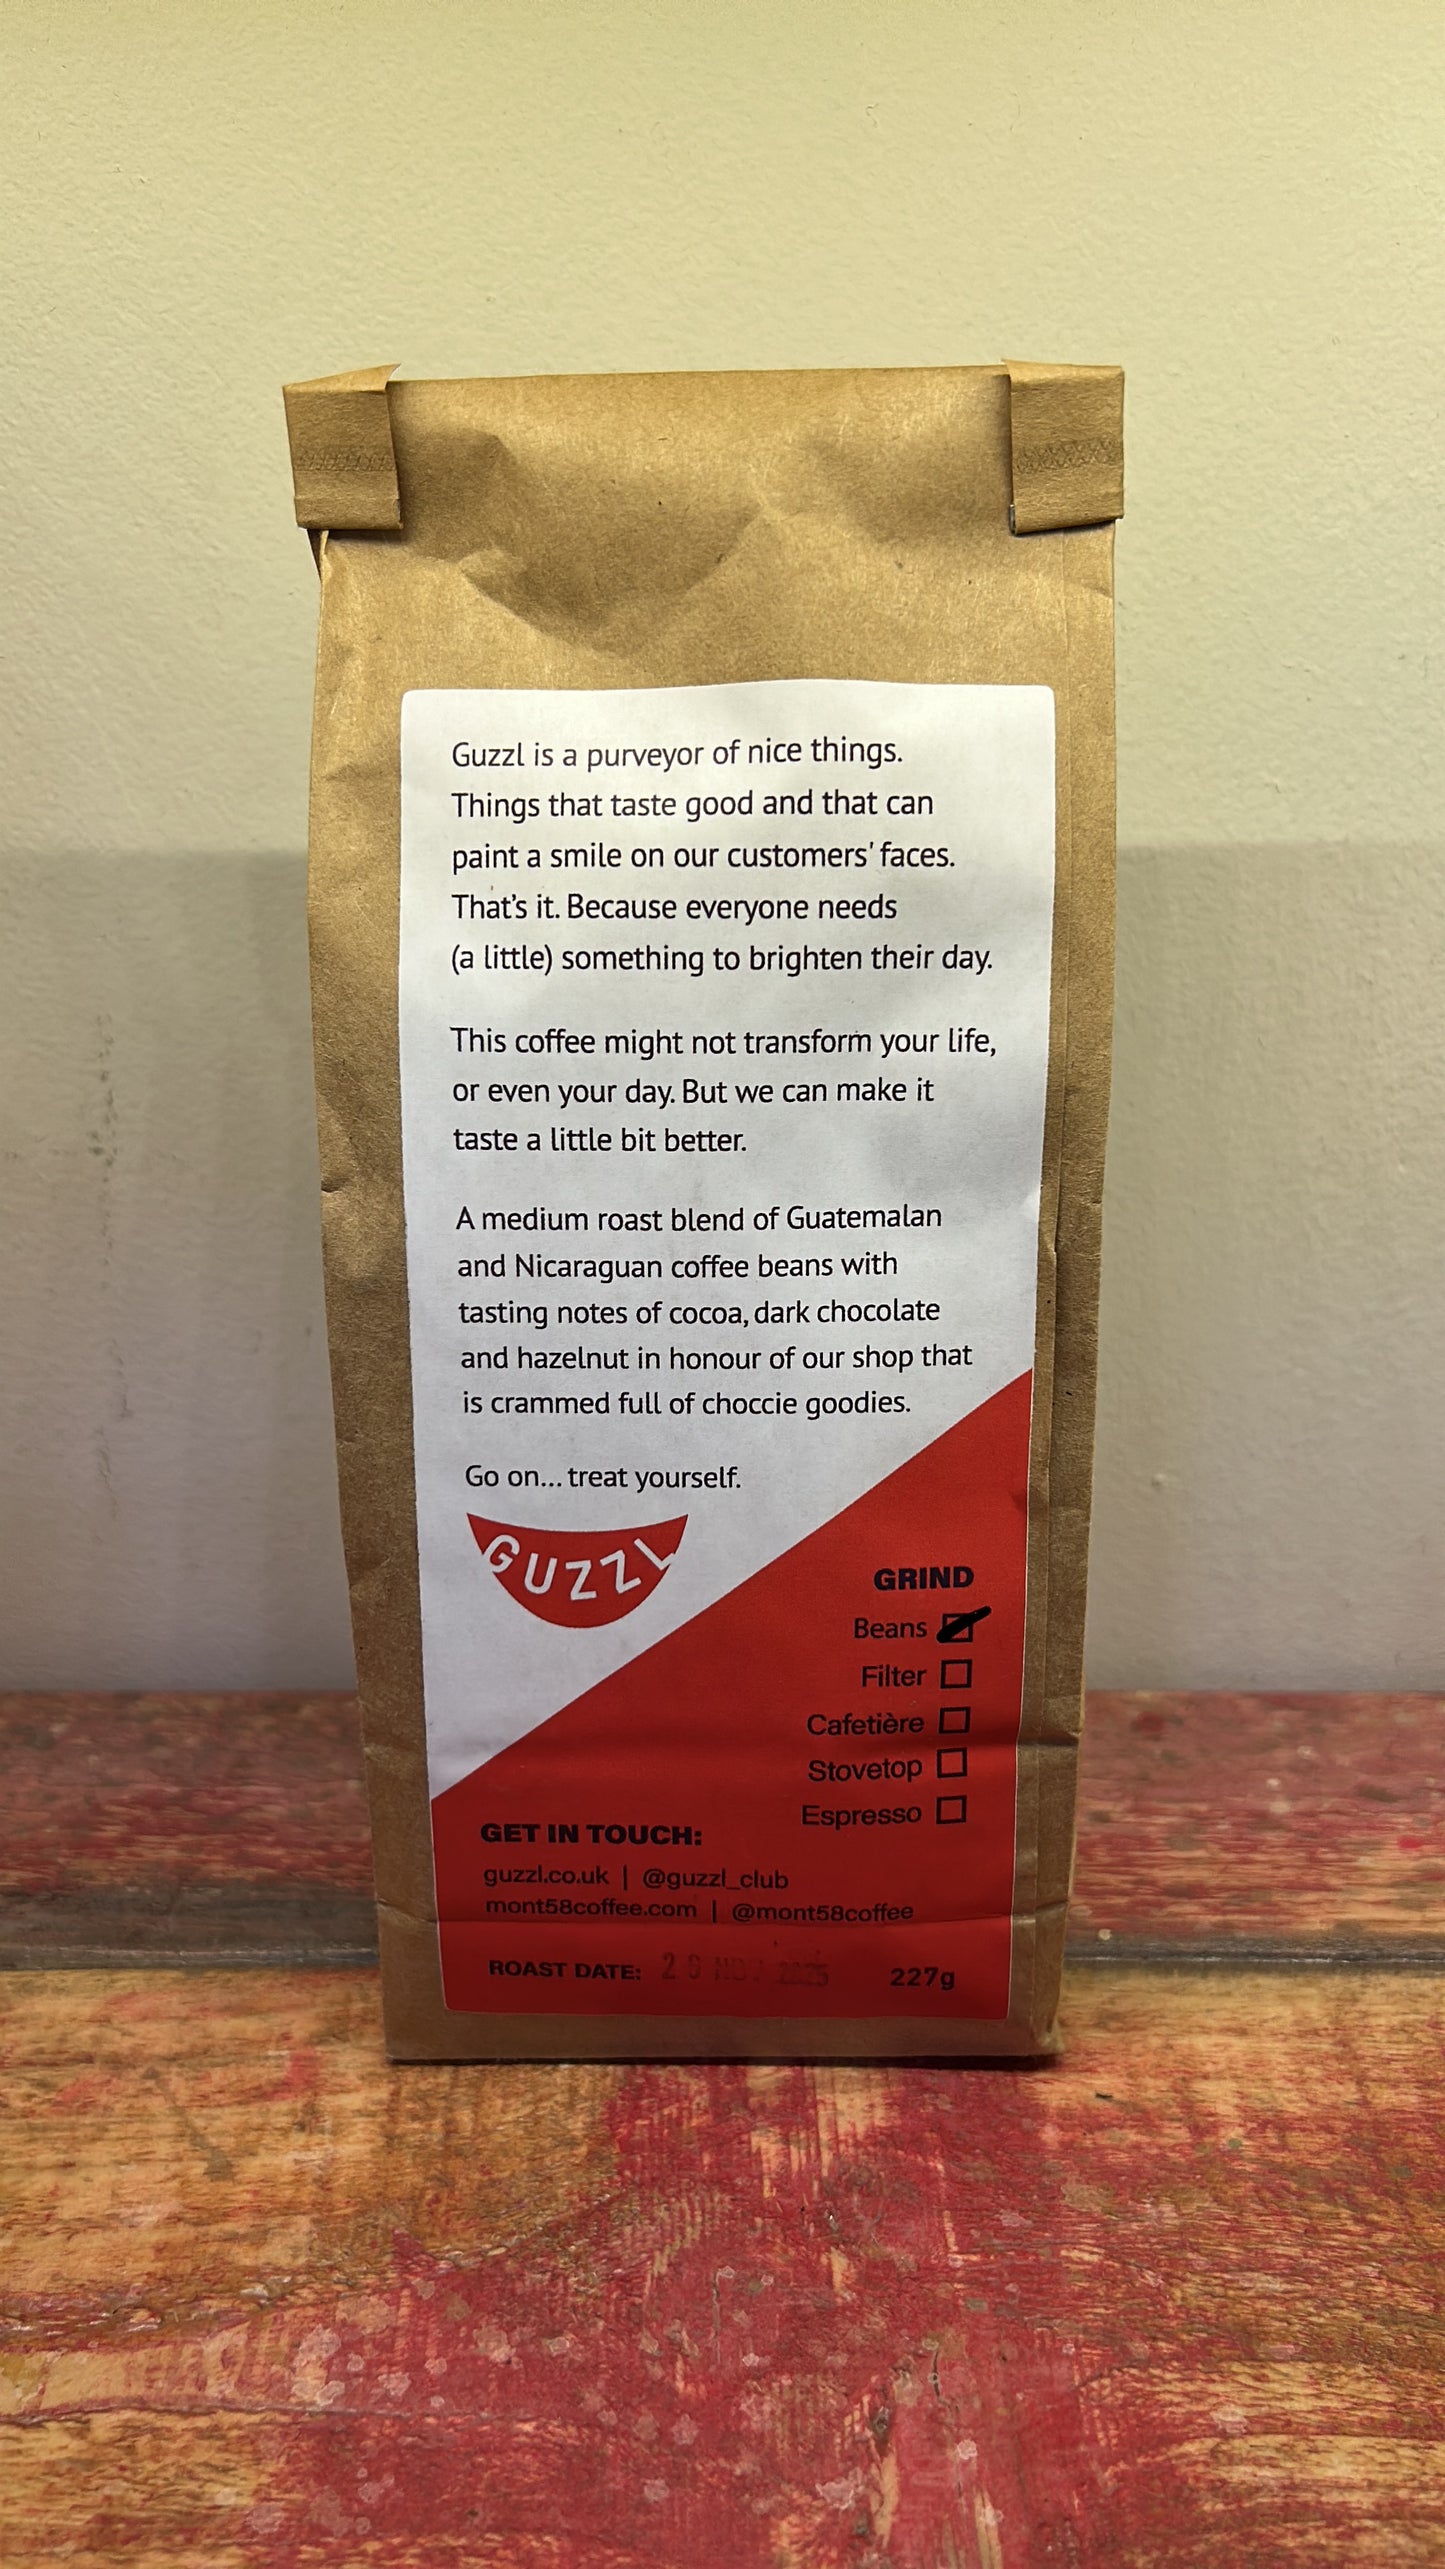 Guzzl is a purveyor of nice things.
Things that taste good and that can
paint a smile on our customers' faces.
That's it. Because everyone needs
(a little) something to brighten their day.
This coffee might not transform your life,
or even your day. But we can make it
taste a little bit better.
A medium roast blend of Guatemalan
and Nicaraguan coffee beans with
tasting notes of cocoa, dark chocolate
and hazelnut in honour of our shop that
is crammed full of choccie goodies.
Go on... treat yourself.
GUZZL
GRIND
Beans
Filter
Cafetière
Stovetop
Espresso
GET IN TOUCH:
guzzl.co.uk | @guzzl_club
mont58coffee.com | @mont58coffee
ROAST DATE: NOV 2025 227g